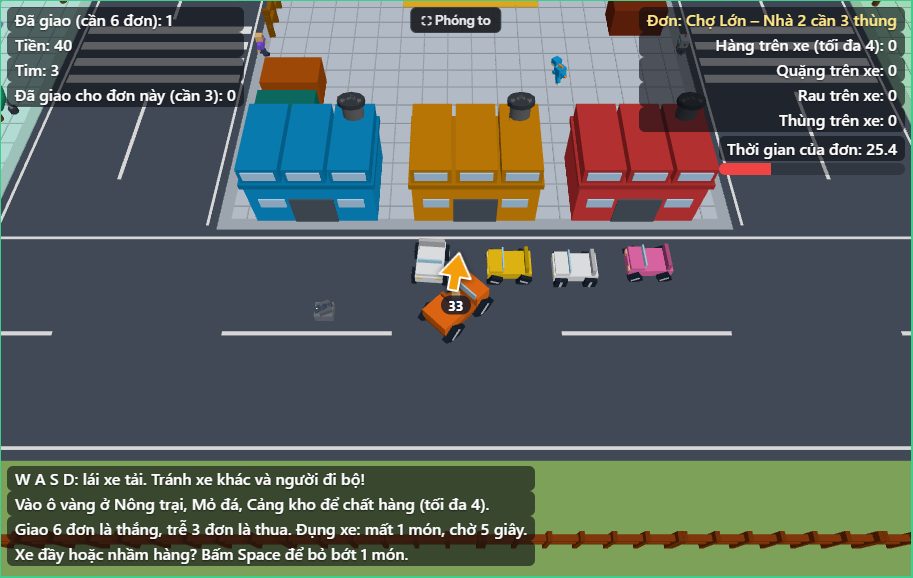 Đã giao (cần 6 đơn): 1
Tiền: 40
Tim: 3
Đã giao cho đơn này (cần 3): 0
Phóng to
Đơn: Chợ Lớn – Nhà 2 cần 3 thùng
Hàng trên xe (tối đa 4): 0
Quặng trên xe: 0
Rau trên xe: 0
Thùng trên xe: 0
Thời gian của đơn: 25.4
33
W A S D: lái xe tải. Tránh xe khác và người đi bộ!
Vào ô vàng ở Nông trại, Mỏ đá, Cảng kho để chất hàng (tối đa 4).
Giao 6 đơn là thắng, trễ 3 đơn là thua. Đụng xe: mất 1 món, chờ 5 giây.
Xe đầy hoặc nhầm hàng? Bấm Space để bỏ bớt 1 món.